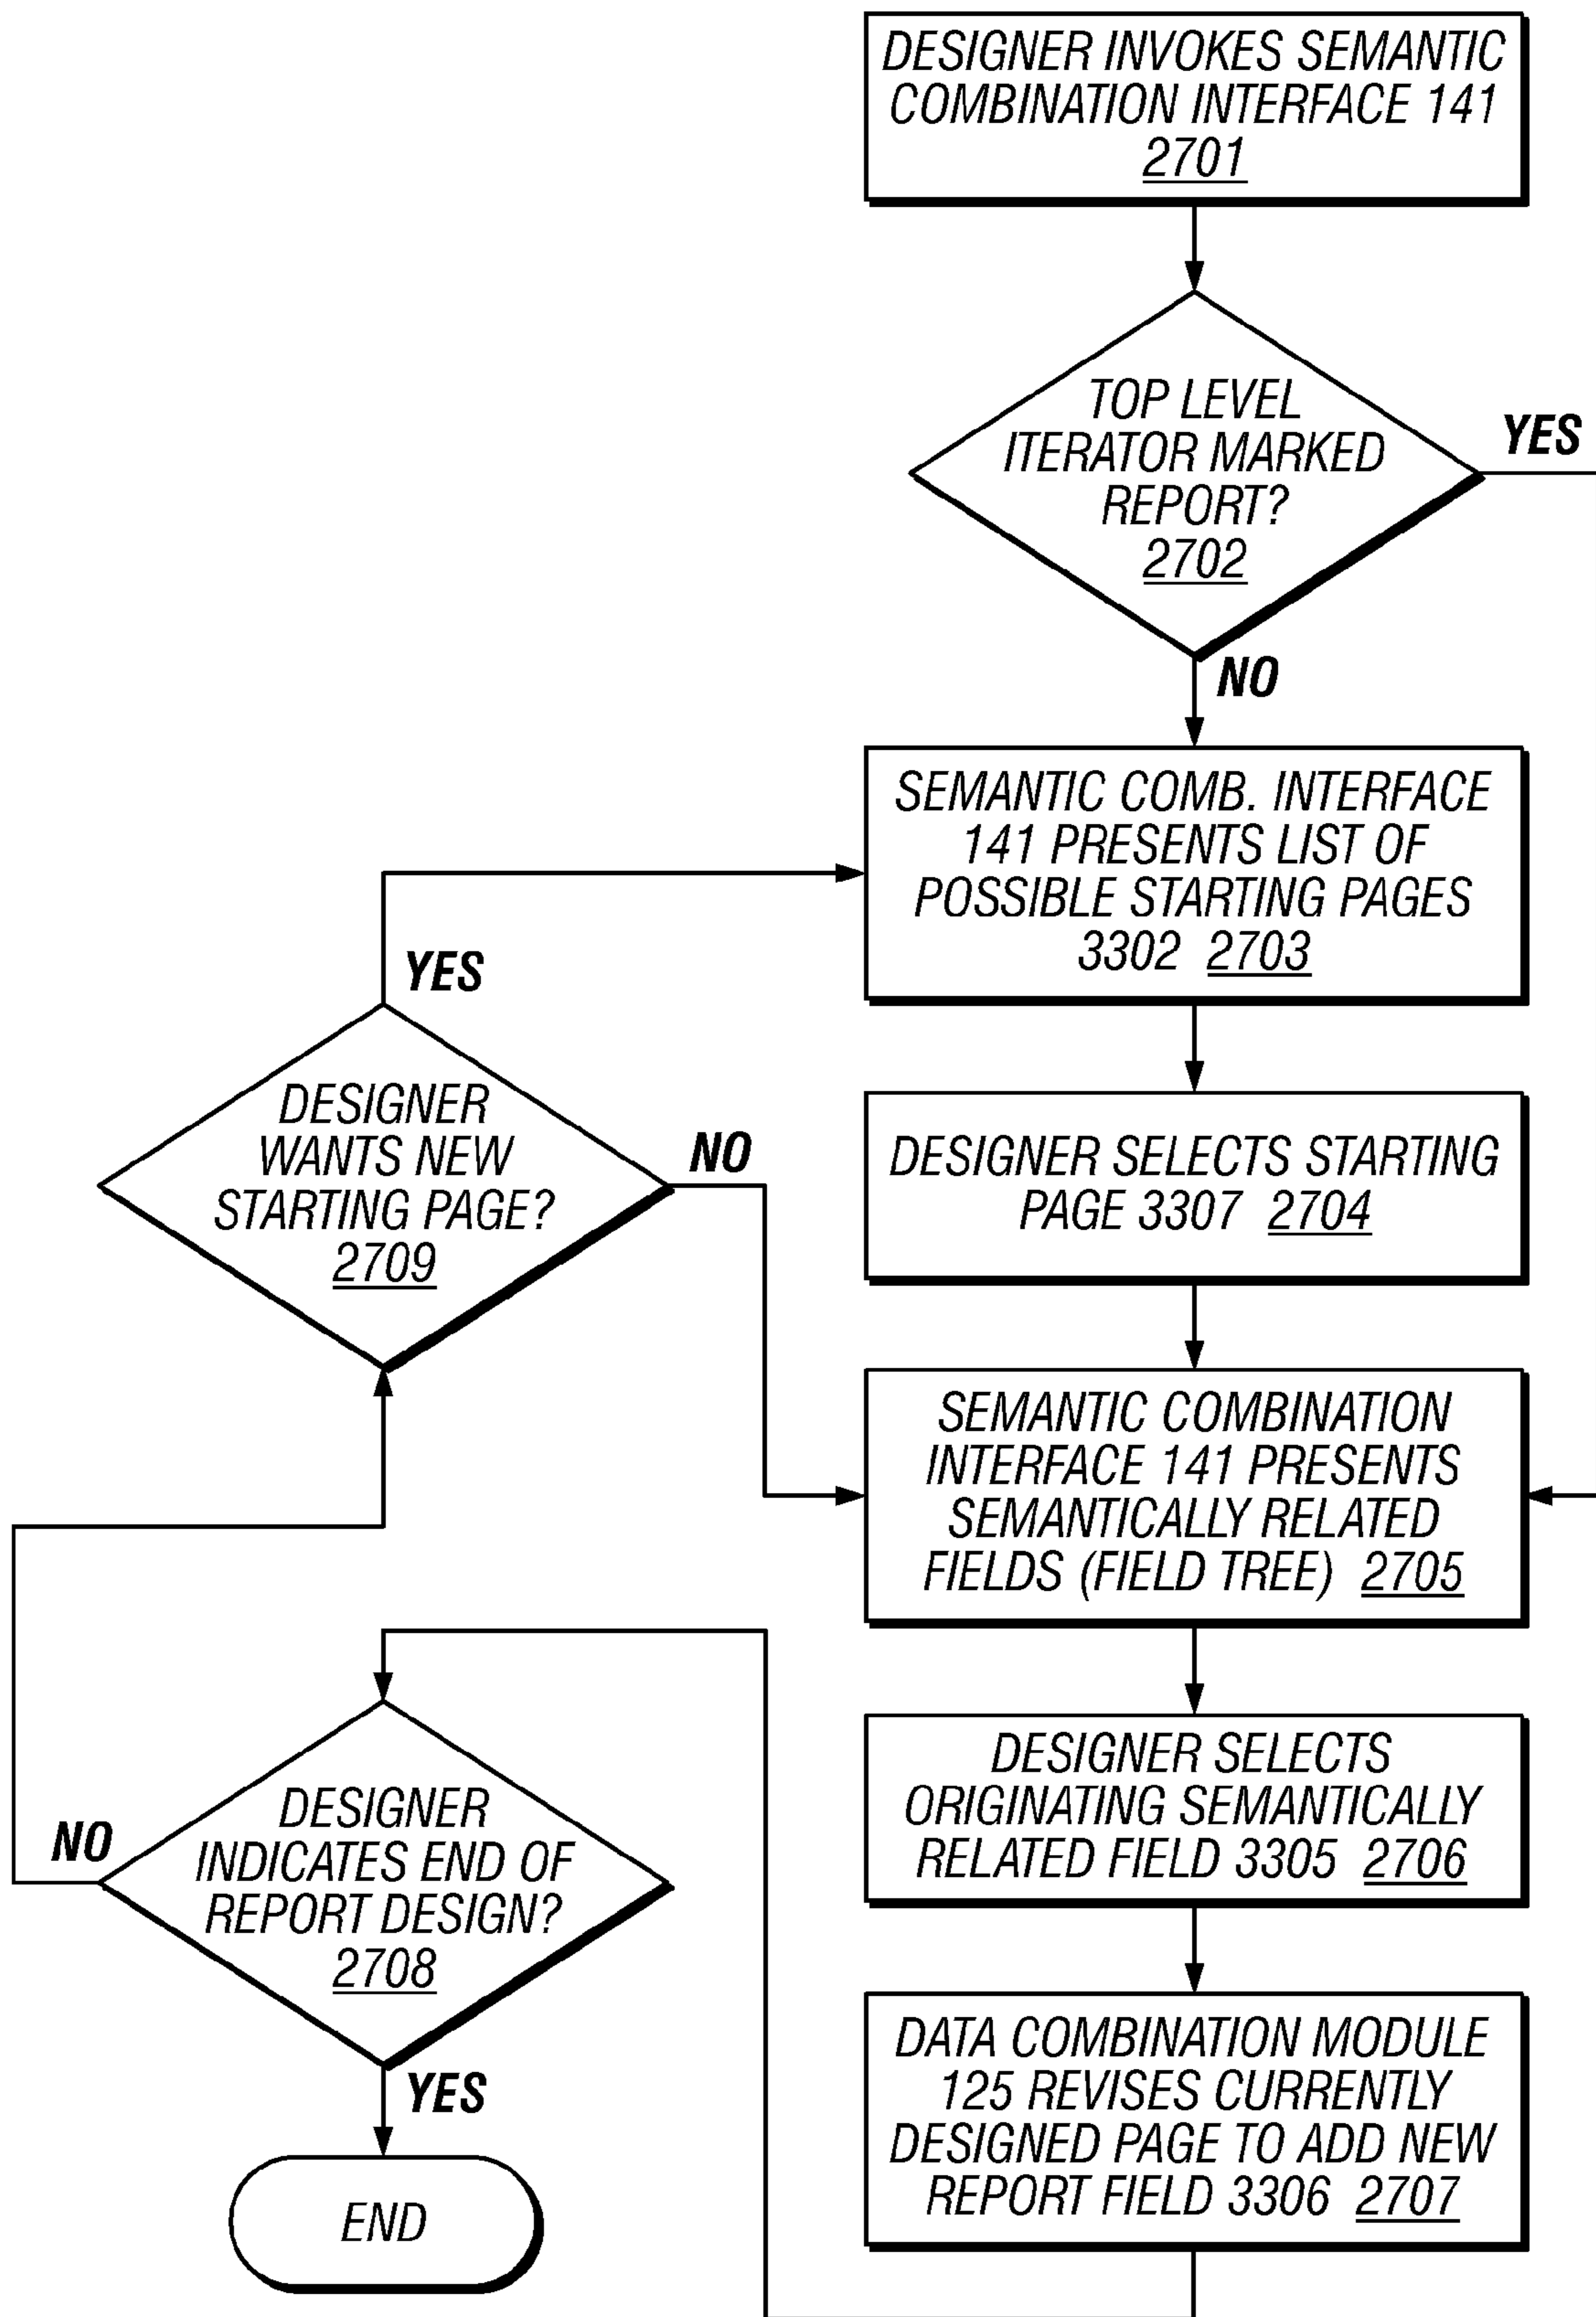 DESIGNER INVOKES SEMANTIC
COMBINATION INTERFACE 141
2701
TOP LEVEL
ITERATOR MARKED
REPORT?
2702
YES
NO
SEMANTIC COMB. INTERFACE
141 PRESENTS LIST OF
POSSIBLE STARTING PAGES
3302 2703
YES
DESIGNER
WANTS NEW
STARTING PAGE?
2709
NO
DESIGNER SELECTS STARTING
PAGE 3307 2704
SEMANTIC COMBINATION
INTERFACE 141 PRESENTS
SEMANTICALLY RELATED
FIELDS (FIELD TREE) 2705
DESIGNER SELECTS
ORIGINATING SEMANTICALLY
RELATED FIELD 3305 2706
NO
DESIGNER
INDICATES END OF
REPORT DESIGN?
2708
YES
DATA COMBINATION MODULE
125 REVISES CURRENTLY
DESIGNED PAGE TO ADD NEW
REPORT FIELD 3306 2707
END